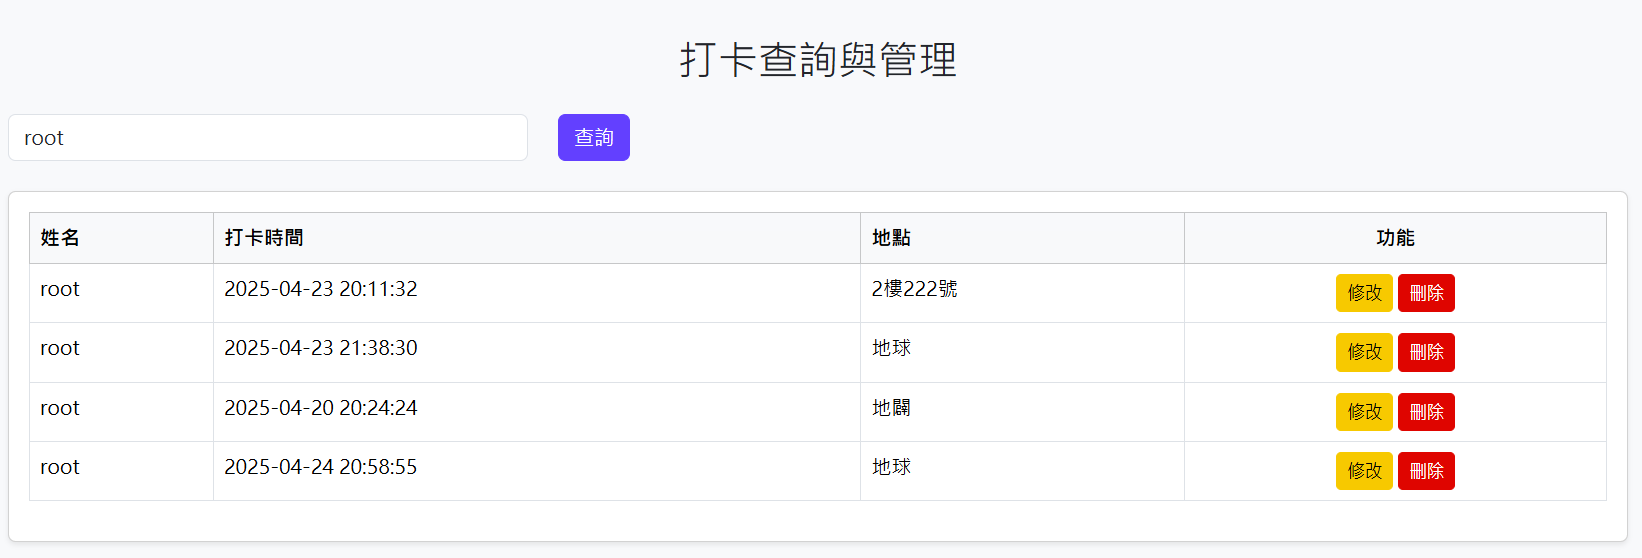 打卡查詢與管理
root 查詢
姓名 打卡時間 地點 功能
root 2025-04-23 20:11:32 2樓222號 修改 刪除
root 2025-04-23 21:38:30 地球 修改 刪除
root 2025-04-20 20:24:24 地闢 修改 刪除
root 2025-04-24 20:58:55 地球 修改 刪除